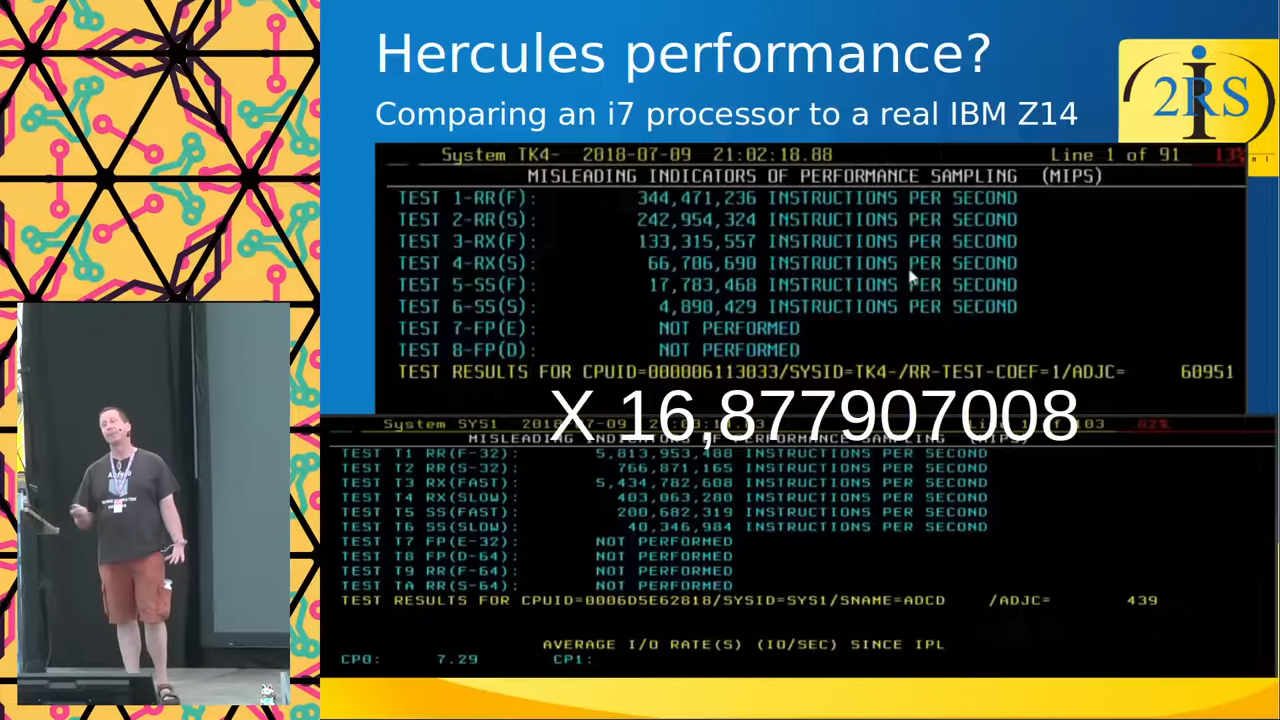 Hercules performance?
Comparing an i7 processor to a real IBM Z14
i
2RS
System TK4- 2018-07-09 21:02:18.88 Line 1 of 91 13%
MISLEADING INDICATORS OF PERFORMANCE SAMPLING (MIPS)
TEST 1-RR(F): 344,471,236 INSTRUCTIONS PER SECOND
TEST 2-RR(S): 242,954,324 INSTRUCTIONS PER SECOND
TEST 3-RX(F): 133,315,557 INSTRUCTIONS PER SECOND
TEST 4-RX(S): 66,706,690 INSTRUCTIONS PER SECOND
TEST 5-SS(F): 17,783,468 INSTRUCTIONS PER SECOND
TEST 6-SS(S): 4,890,429 INSTRUCTIONS PER SECOND
TEST 7-FP(E): NOT PERFORMED
TEST 8-FP(D): NOT PERFORMED
TEST RESULTS FOR CPUID=000006113033/SYSID=TK4-/RR-TEST-COEF=1/ADJC= 60951
X 16,877907008
System SYS1
MISLEADING INDICATORS OF PERFORMANCE SAMPLING (MIPS)
TEST T1 RR(F-32): 5,813,953,488 INSTRUCTIONS PER SECOND
TEST T2 RR(S-32): 766,871,165 INSTRUCTIONS PER SECOND
TEST T3 RX(FAST): 5,434,782,608 INSTRUCTIONS PER SECOND
TEST T4 RX(SLOW): 403,063,280 INSTRUCTIONS PER SECOND
TEST T5 SS(FAST): 200,682,319 INSTRUCTIONS PER SECOND
TEST T6 SS(SLOW): 40,346,984 INSTRUCTIONS PER SECOND
TEST T7 FP(E-32): NOT PERFORMED
TEST T8 FP(D-64): NOT PERFORMED
TEST T9 RR(F-64): NOT PERFORMED
TEST TA RR(S-64): NOT PERFORMED
TEST RESULTS FOR CPUID=0006D5E62818/SYSID=SYS1/SNAME=ADCD /ADJC= 439
AVERAGE I/O RATE(S) (IO/SEC) SINCE IPL
CP0: 7.29 CP1: